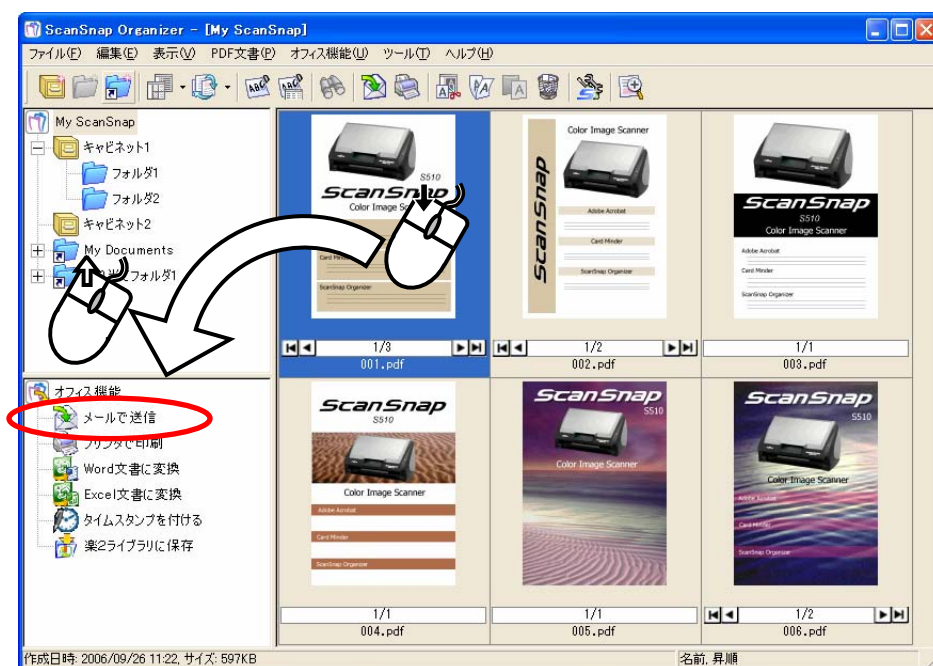 ScanSnap Organizer - [My ScanSnap]
ファイル(F) 編集(E) 表示(V) PDF文書(P) オフィス機能(U) ツール(T) ヘルプ(H)
My ScanSnap
キャビネット1
フォルダ1
フォルダ2
キャビネット2
My Documents
フォルダ1
オフィス機能
メールで送信
プリンタで印刷
Word文書に変換
Excel文書に変換
タイムスタンプを付ける
楽2ライブラリに保存
S510
ScanSnap
Color Image
ScanSnap Organizer
1/3
001.pdf
Color Image Scanner
ScanSnap
Adobe Acrobat
Card Minder
ScanSnap Organizer
1/2
002.pdf
ScanSnap
S510
Color Image Scanner
Adobe Acrobat
Card Minder
ScanSnap Organizer
1/1
003.pdf
ScanSnap
S510
Color Image Scanner
Adobe Acrobat
Card Minder
ScanSnap Organizer
1/1
004.pdf
ScanSnap
S510
Color Image Scanner
1/1
005.pdf
ScanSnap
S510
Color Image Scanner
Adobe Acrobat
Card Minder
ScanSnap Organizer
1/2
006.pdf
作成日時: 2006/09/26 11:22, サイズ: 597KB
名前, 昇順